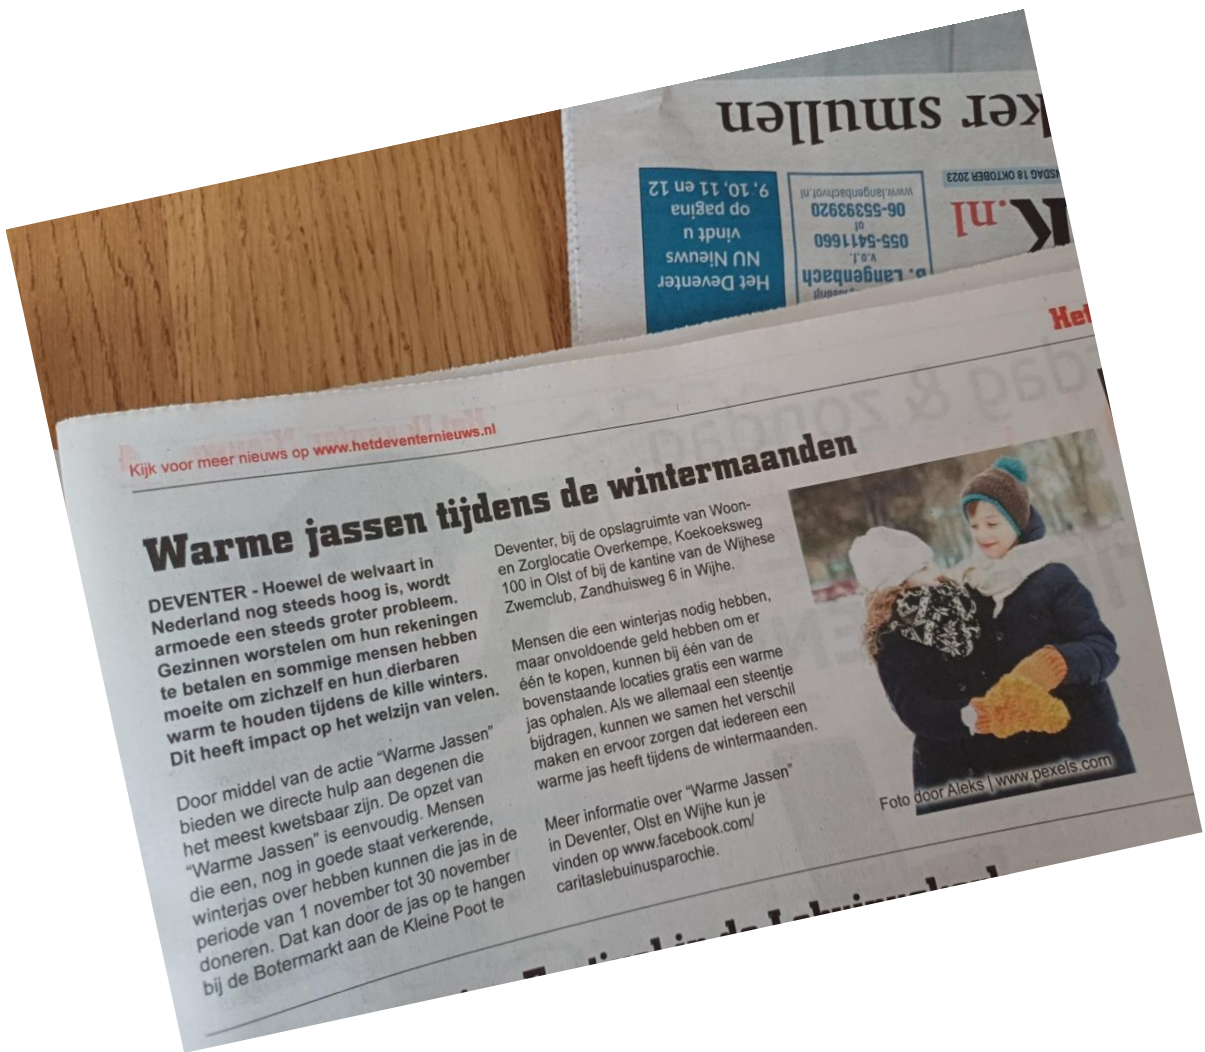 ker smullen
SDAG 18 OKTOBER 2023
K.nl
B. Langenbach
v.o.f.
055-5411660
of
06-55393920
www.langenbachvof.nl
Het Deventer
NU Nieuws
vindt u
op pagina
9, 10, 11 en 12
Het
Kijk voor meer nieuws op www.hetdeventernieuws.nl
Warme jassen tijdens de wintermaanden
DEVENTER - Hoewel de welvaart in
Nederland nog steeds hoog is, wordt
armoede een steeds groter probleem.
Gezinnen worstelen om hun rekeningen
te betalen en sommige mensen hebben
moeite om zichzelf en hun dierbaren
warm te houden tijdens de kille winters.
Dit heeft impact op het welzijn van velen.
Door middel van de actie “Warme Jassen”
bieden we directe hulp aan degenen die
het meest kwetsbaar zijn. De opzet van
“Warme Jassen” is eenvoudig. Mensen
die een, nog in goede staat verkerende,
winterjas over hebben kunnen die jas in de
periode van 1 november tot 30 november
doneren. Dat kan door de jas op te hangen
bij de Botermarkt aan de Kleine Poot te
Deventer, bij de opslagruimte van Woon-
en Zorglocatie Overkempe, Koekoeksweg
100 in Olst of bij de kantine van de Wijhese
Zwemclub, Zandhuisweg 6 in Wijhe.
Mensen die een winterjas nodig hebben,
maar onvoldoende geld hebben om er
één te kopen, kunnen bij één van de
bovenstaande locaties gratis een warme
jas ophalen. Als we allemaal een steentje
bijdragen, kunnen we samen het verschil
maken en ervoor zorgen dat iedereen een
warme jas heeft tijdens de wintermaanden.
Meer informatie over “Warme Jassen”
in Deventer, Olst en Wijhe kun je
vinden op www.facebook.com/
caritaslebuinusparochie.
Foto door Aleks | www.pexels.com